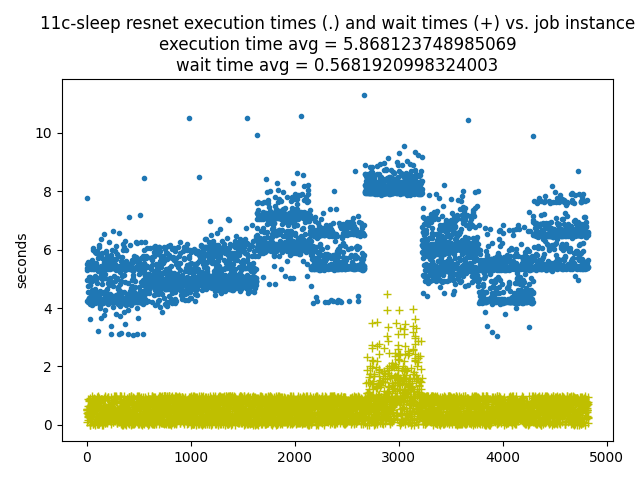 11c-sleep resnet execution times (.) and wait times (+) vs. job instance
execution time avg = 5.868123748985069
wait time avg = 0.5681920998324003
seconds
10
8
6
4
2
0
0 1000 2000 3000 4000 5000